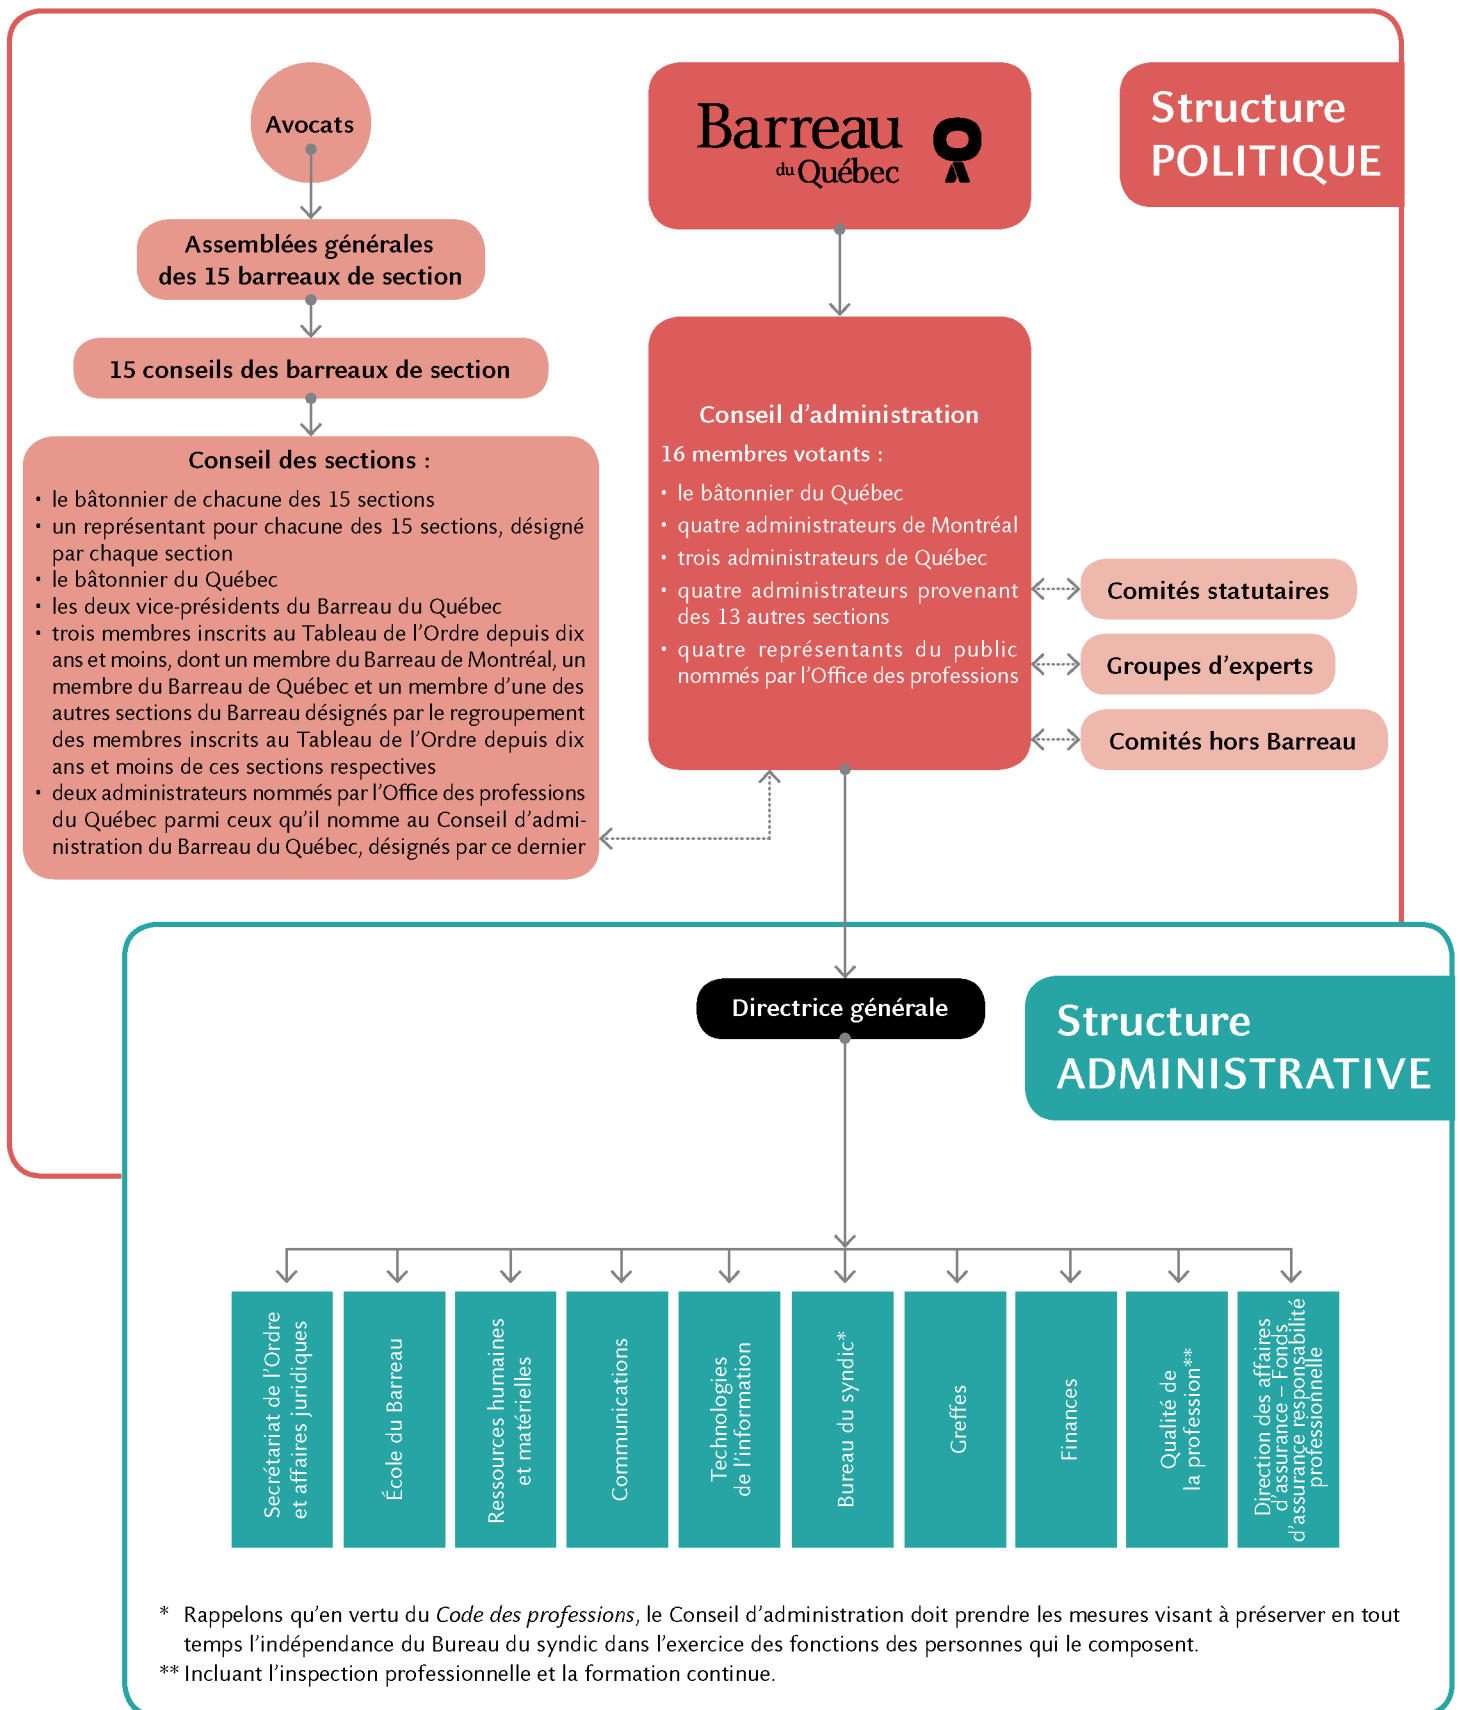 Structure
POLITIQUE
Avocats
Assemblées générales
des 15 barreaux de section
15 conseils des barreaux de section
Conseil des sections :
• le bâtonnier de chacune des 15 sections
• un représentant pour chacune des 15 sections, désigné
par chaque section
• le bâtonnier du Québec
• les deux vice-présidents du Barreau du Québec
• trois membres inscrits au Tableau de l’Ordre depuis dix
ans et moins, dont un membre du Barreau de Montréal, un
membre du Barreau de Québec et un membre d’une des
autres sections du Barreau désignés par le regroupement
des membres inscrits au Tableau de l’Ordre depuis dix
ans et moins de ces sections respectives
• deux administrateurs nommés par l’Office des professions
du Québec parmi ceux qu’il nomme au Conseil d’admi-
nistration du Barreau du Québec, désignés par ce dernier
Barreau
du Québec
Conseil d’administration
16 membres votants :
• le bâtonnier du Québec
• quatre administrateurs de Montréal
• trois administrateurs de Québec
• quatre administrateurs provenant
des 13 autres sections
• quatre représentants du public
nommés par l’Office des professions
Comités statutaires
Groupes d’experts
Comités hors Barreau
Structure
ADMINISTRATIVE
Directrice générale
Secrétariat de l’Ordre
et affaires juridiques
École du Barreau
Ressources humaines
et matérielles
Communications
Technologies
de l’information
Bureau du syndic*
Greffes
Finances
Qualité de
la profession**
Direction des affaires
d’assurance – Fonds
d’assurance responsabilité
professionnelle
* Rappelons qu’en vertu du Code des professions, le Conseil d’administration doit prendre les mesures visant à préserver en tout
temps l’indépendance du Bureau du syndic dans l’exercice des fonctions des personnes qui le composent.
** Incluant l’inspection professionnelle et la formation continue.